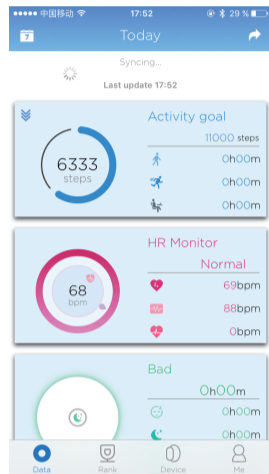 中国移动 17:52 29 %
7 Today
Syncing...
Last update 17:52
Activity goal
11000 steps
6333
steps
0h00m
0h00m
0h00m
HR Monitor
Normal
68
bpm
69bpm
88bpm
0bpm
Bad
0h00m
0h00m
0h00m
Data Rank Device Me